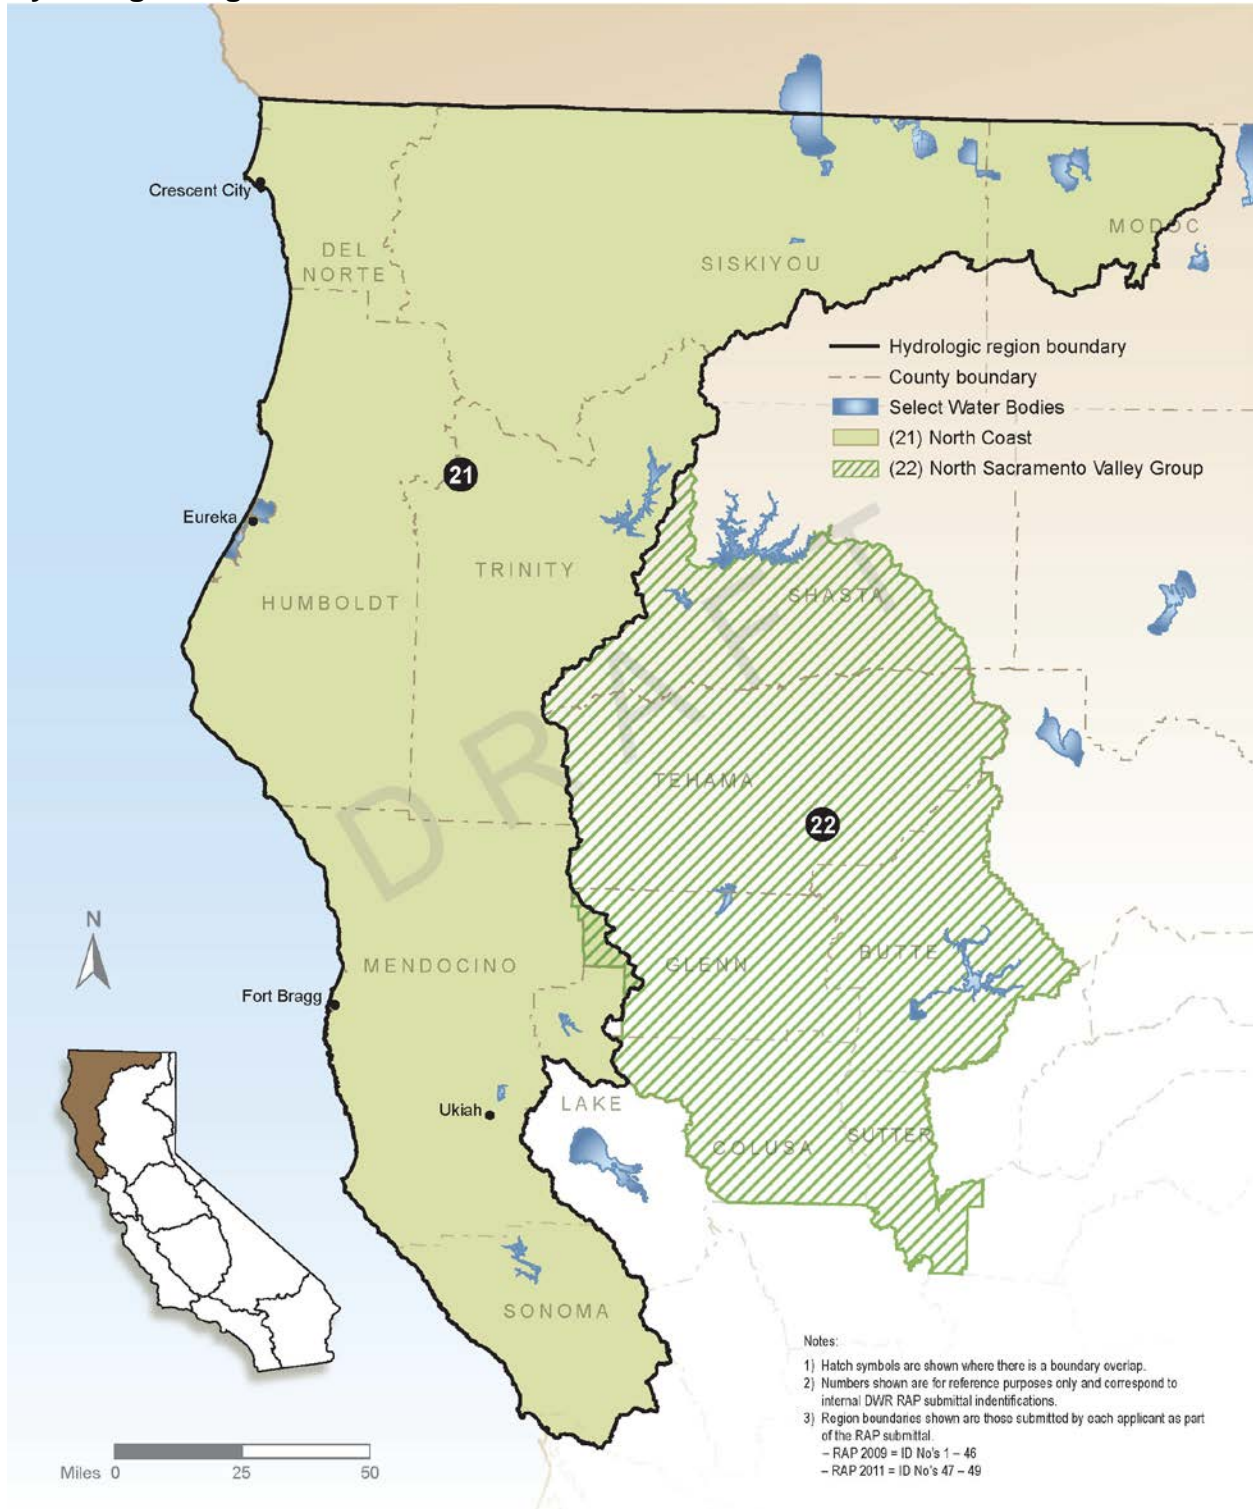 Crescent City
DEL
NORTE
SISKIYOU
MODOC
Hydrologic region boundary
County boundary
Select Water Bodies
(21) North Coast
(22) North Sacramento Valley Group
21
Eureka
TRINITY
HUMBOLDT
SHASTA
DRAFT
TEHAMA
22
N
MENDOCINO
GLENN
BUTTE
Fort Bragg
Ukiah
LAKE
COLUSA
SUTTER
SONOMA
Notes:
1) Hatch symbols are shown where there is a boundary overlap.
2) Numbers shown are for reference purposes only and correspond to
internal DWR RAP submittal indentifications.
3) Region boundaries shown are those submitted by each applicant as part
of the RAP submittal.
– RAP 2009 = ID No's 1 – 46
– RAP 2011 = ID No's 47 – 49
Miles 0 25 50